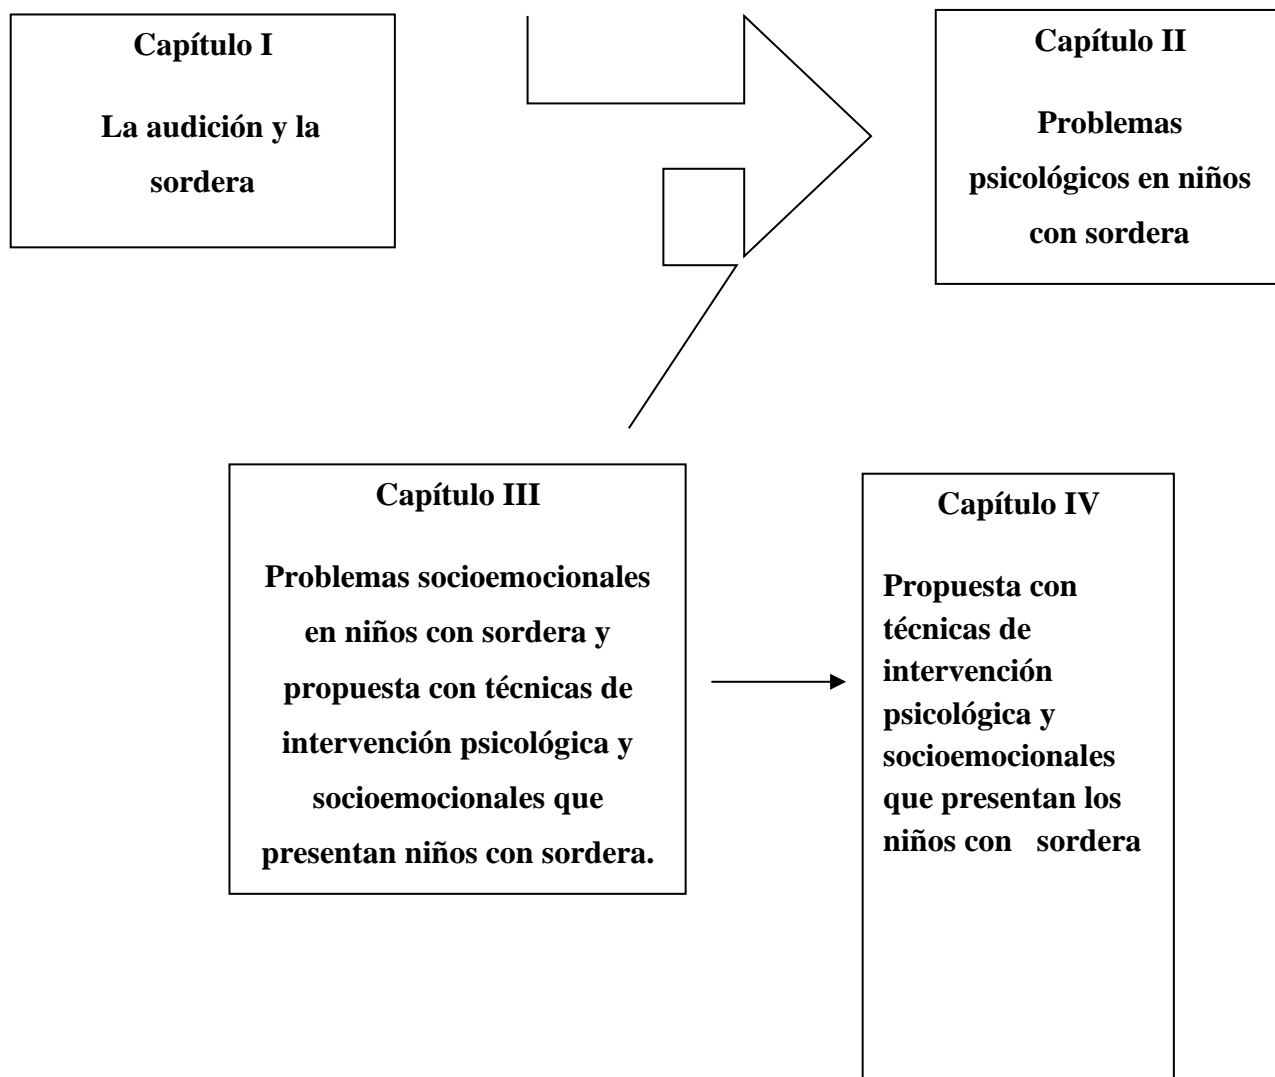 Capítulo I
La audición y la
sordera
Capítulo II
Problemas
psicológicos en niños
con sordera
Capítulo III
Problemas socioemocionales
en niños con sordera y
propuesta con técnicas de
intervención psicológica y
socioemocionales que
presentan niños con sordera.
Capítulo IV
Propuesta con
técnicas de
intervención
psicológica y
socioemocionales
que presentan los
niños con sordera